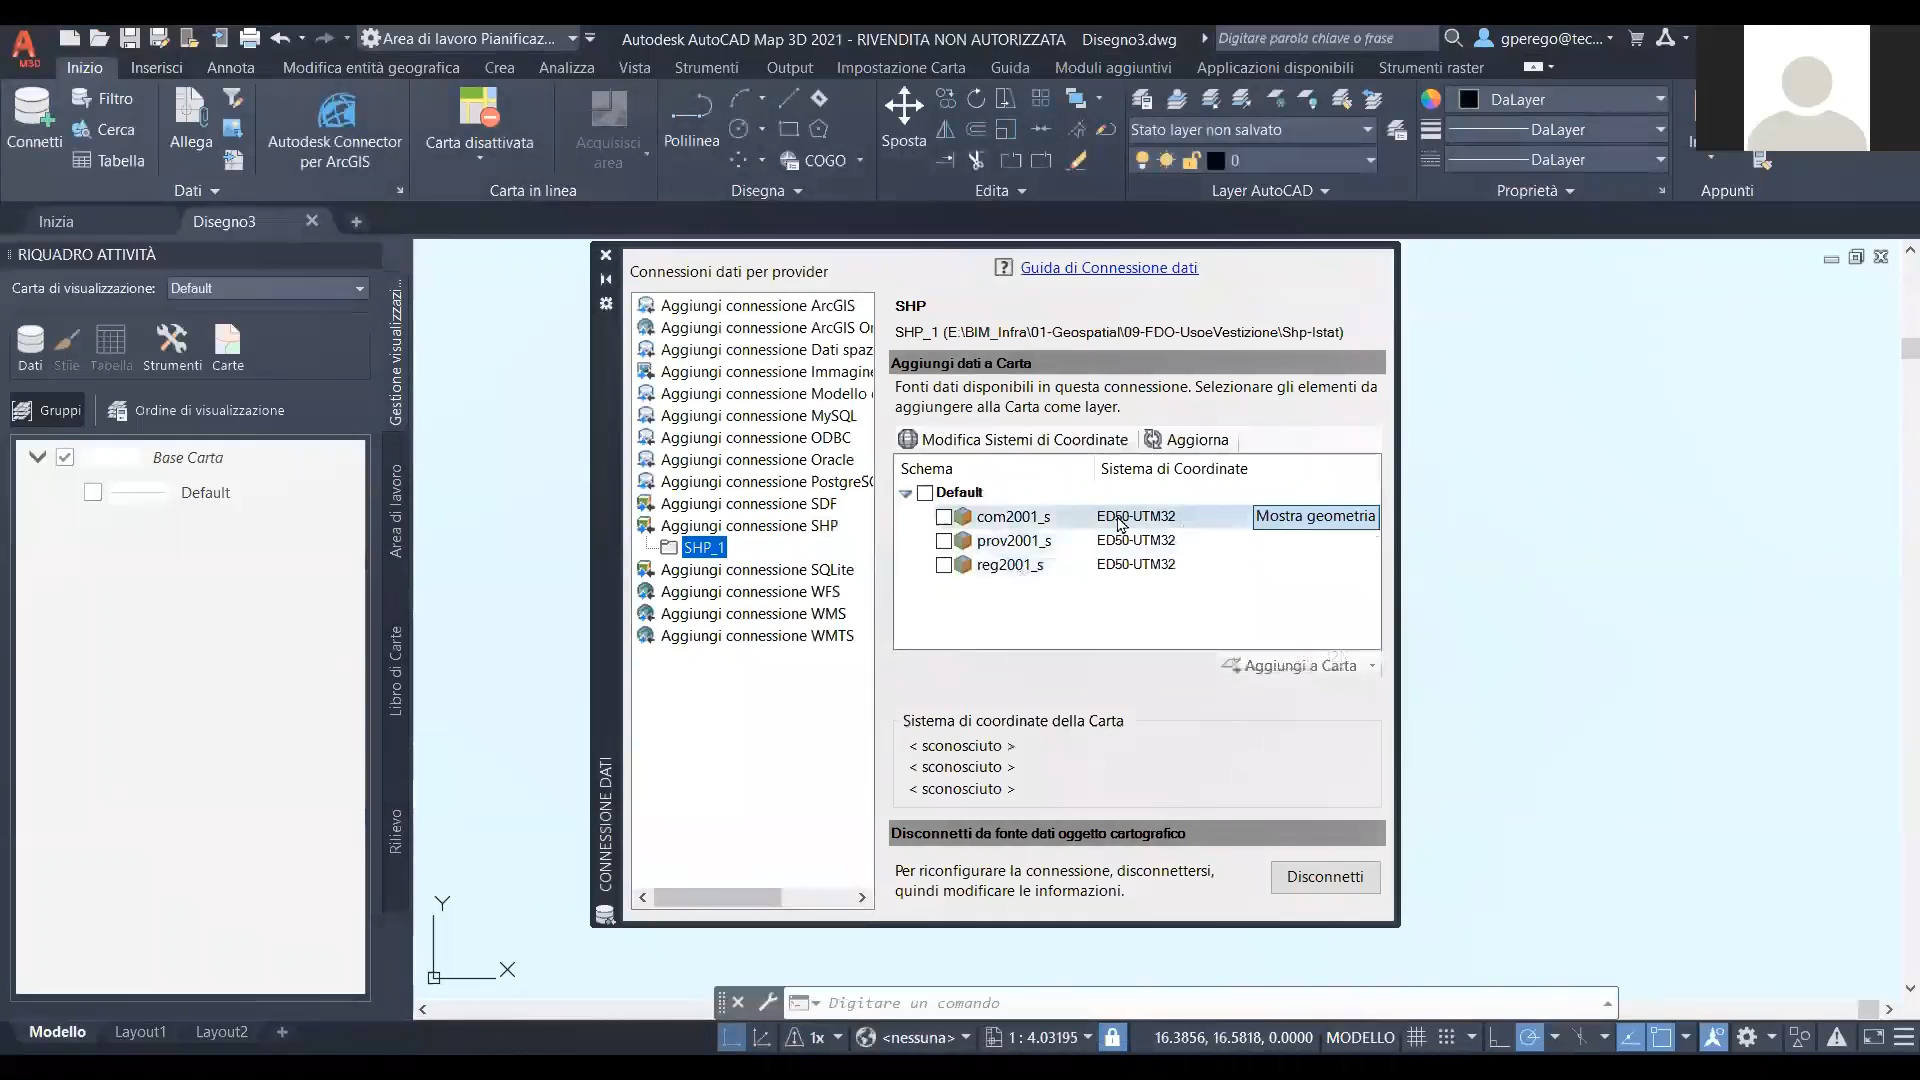 Area di lavoro Pianificaz...
Autodesk AutoCAD Map 3D 2021 - RIVENDITA NON AUTORIZZATA Disegno3.dwg
Digitare parola chiave o frase
gperego@tec...
M3D
Inizio Inserisci Annota Modifica entità geografica Crea Analizza Vista Strumenti Output Impostazione Carta Guida Moduli aggiuntivi Applicazioni disponibili Strumenti raster
Connetti
Filtro
Cerca
Tabella
Allega
Autodesk Connector
per ArcGIS
Carta disattivata
Acquisisci
area
Polilinea
COGO
Sposta
Stato layer non salvato
0
DaLayer
DaLayer
DaLayer
Dati
Carta in linea
Disegna
Edita
Layer AutoCAD
Proprietà
Appunti
Inizia
Disegno3
RIQUADRO ATTIVITÀ
Carta di visualizzazione: Default
Dati Stile Tabella Strumenti Carte
Gruppi Ordine di visualizzazione
Base Carta
Default
Gestione visualizzazi...
Area di lavoro
Libro di Carte
Rilievo
CONNESSIONE DATI
Connessioni dati per provider
Aggiungi connessione ArcGIS
Aggiungi connessione ArcGIS On
Aggiungi connessione Dati spaz
Aggiungi connessione Immagine
Aggiungi connessione Modello
Aggiungi connessione MySQL
Aggiungi connessione ODBC
Aggiungi connessione Oracle
Aggiungi connessione PostgreSQ
Aggiungi connessione SDF
Aggiungi connessione SHP
SHP_1
Aggiungi connessione SQLite
Aggiungi connessione WFS
Aggiungi connessione WMS
Aggiungi connessione WMTS
? Guida di Connessione dati
SHP
SHP_1 (E:\BIM_Infra\01-Geospatial\09-FDO-UsoeVestizione\Shp-Istat)
Aggiungi dati a Carta
Fonti dati disponibili in questa connessione. Selezionare gli elementi da
aggiungere alla Carta come layer.
Modifica Sistemi di Coordinate Aggiorna
Schema Sistema di Coordinate
Default
com2001_s ED50-UTM32 Mostra geometria
prov2001_s ED50-UTM32
reg2001_s ED50-UTM32
Aggiungi a Carta
Sistema di coordinate della Carta
< sconosciuto >
< sconosciuto >
< sconosciuto >
Disconnetti da fonte dati oggetto cartografico
Per riconfigurare la connessione, disconnettersi,
quindi modificare le informazioni.
Disconnetti
Y
X
Digitare un comando
Modello Layout1 Layout2
1x <nessuna> 1 : 4.03195 16.3856, 16.5818, 0.0000 MODELLO